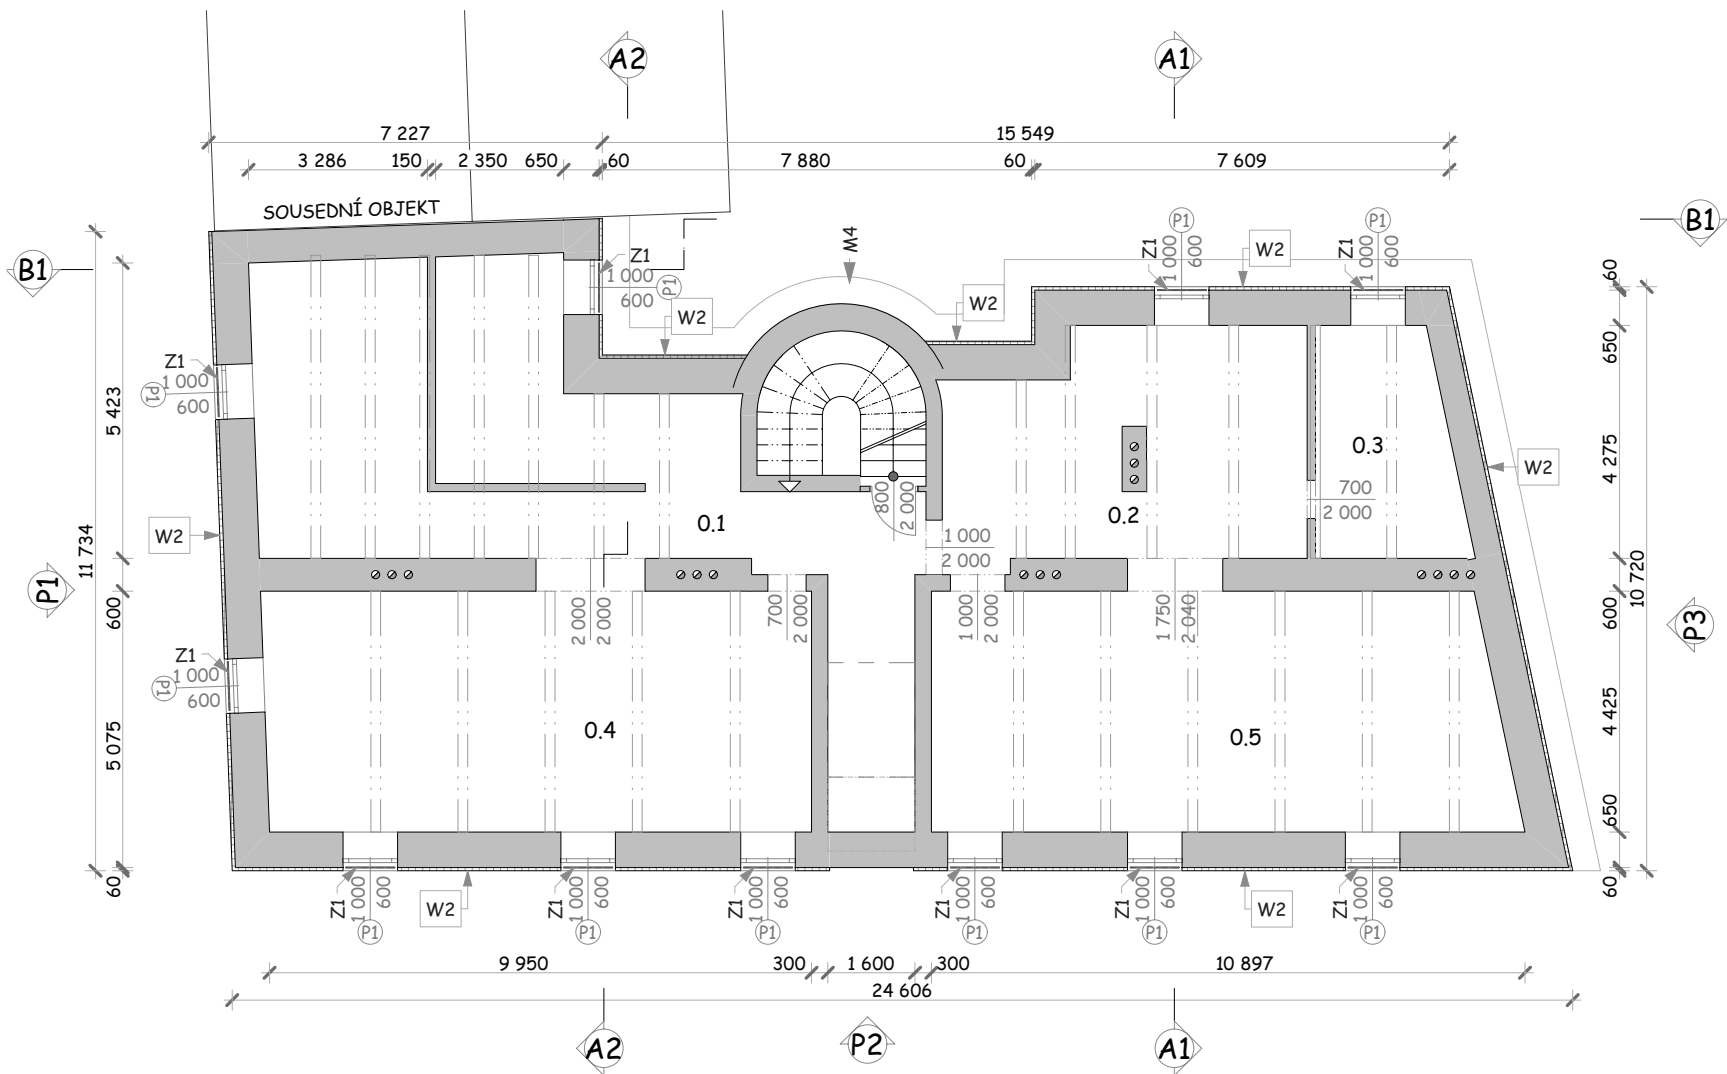 A2
A1
7 227
15 549
3 286
150
2 350
650
60
7 880
60
7 609
SOUSEDNÍ OBJEKT
B1
B1
W4
Z1
1 000
600
P1
Z1
1 000
600
P1
W2
Z1
1 000
600
P1
W2
W2
60
Z1
1 000
600
P1
650
5 423
0.3
4 275
W2
800
2 000
700
2 000
0.1
0.2
1 000
2 000
W2
11 734
P1
10 720
600
2 000
2 000
700
2 000
1 000
2 000
1 750
2 040
600
P3
Z1
1 000
600
P1
0.4
0.5
5 075
4 425
650
60
60
Z1
1 000
600
P1
W2
Z1
1 000
600
P1
Z1
1 000
600
P1
Z1
1 000
600
P1
Z1
1 000
600
P1
W2
Z1
1 000
600
P1
9 950
300
1 600
300
10 897
24 606
A2
P2
A1